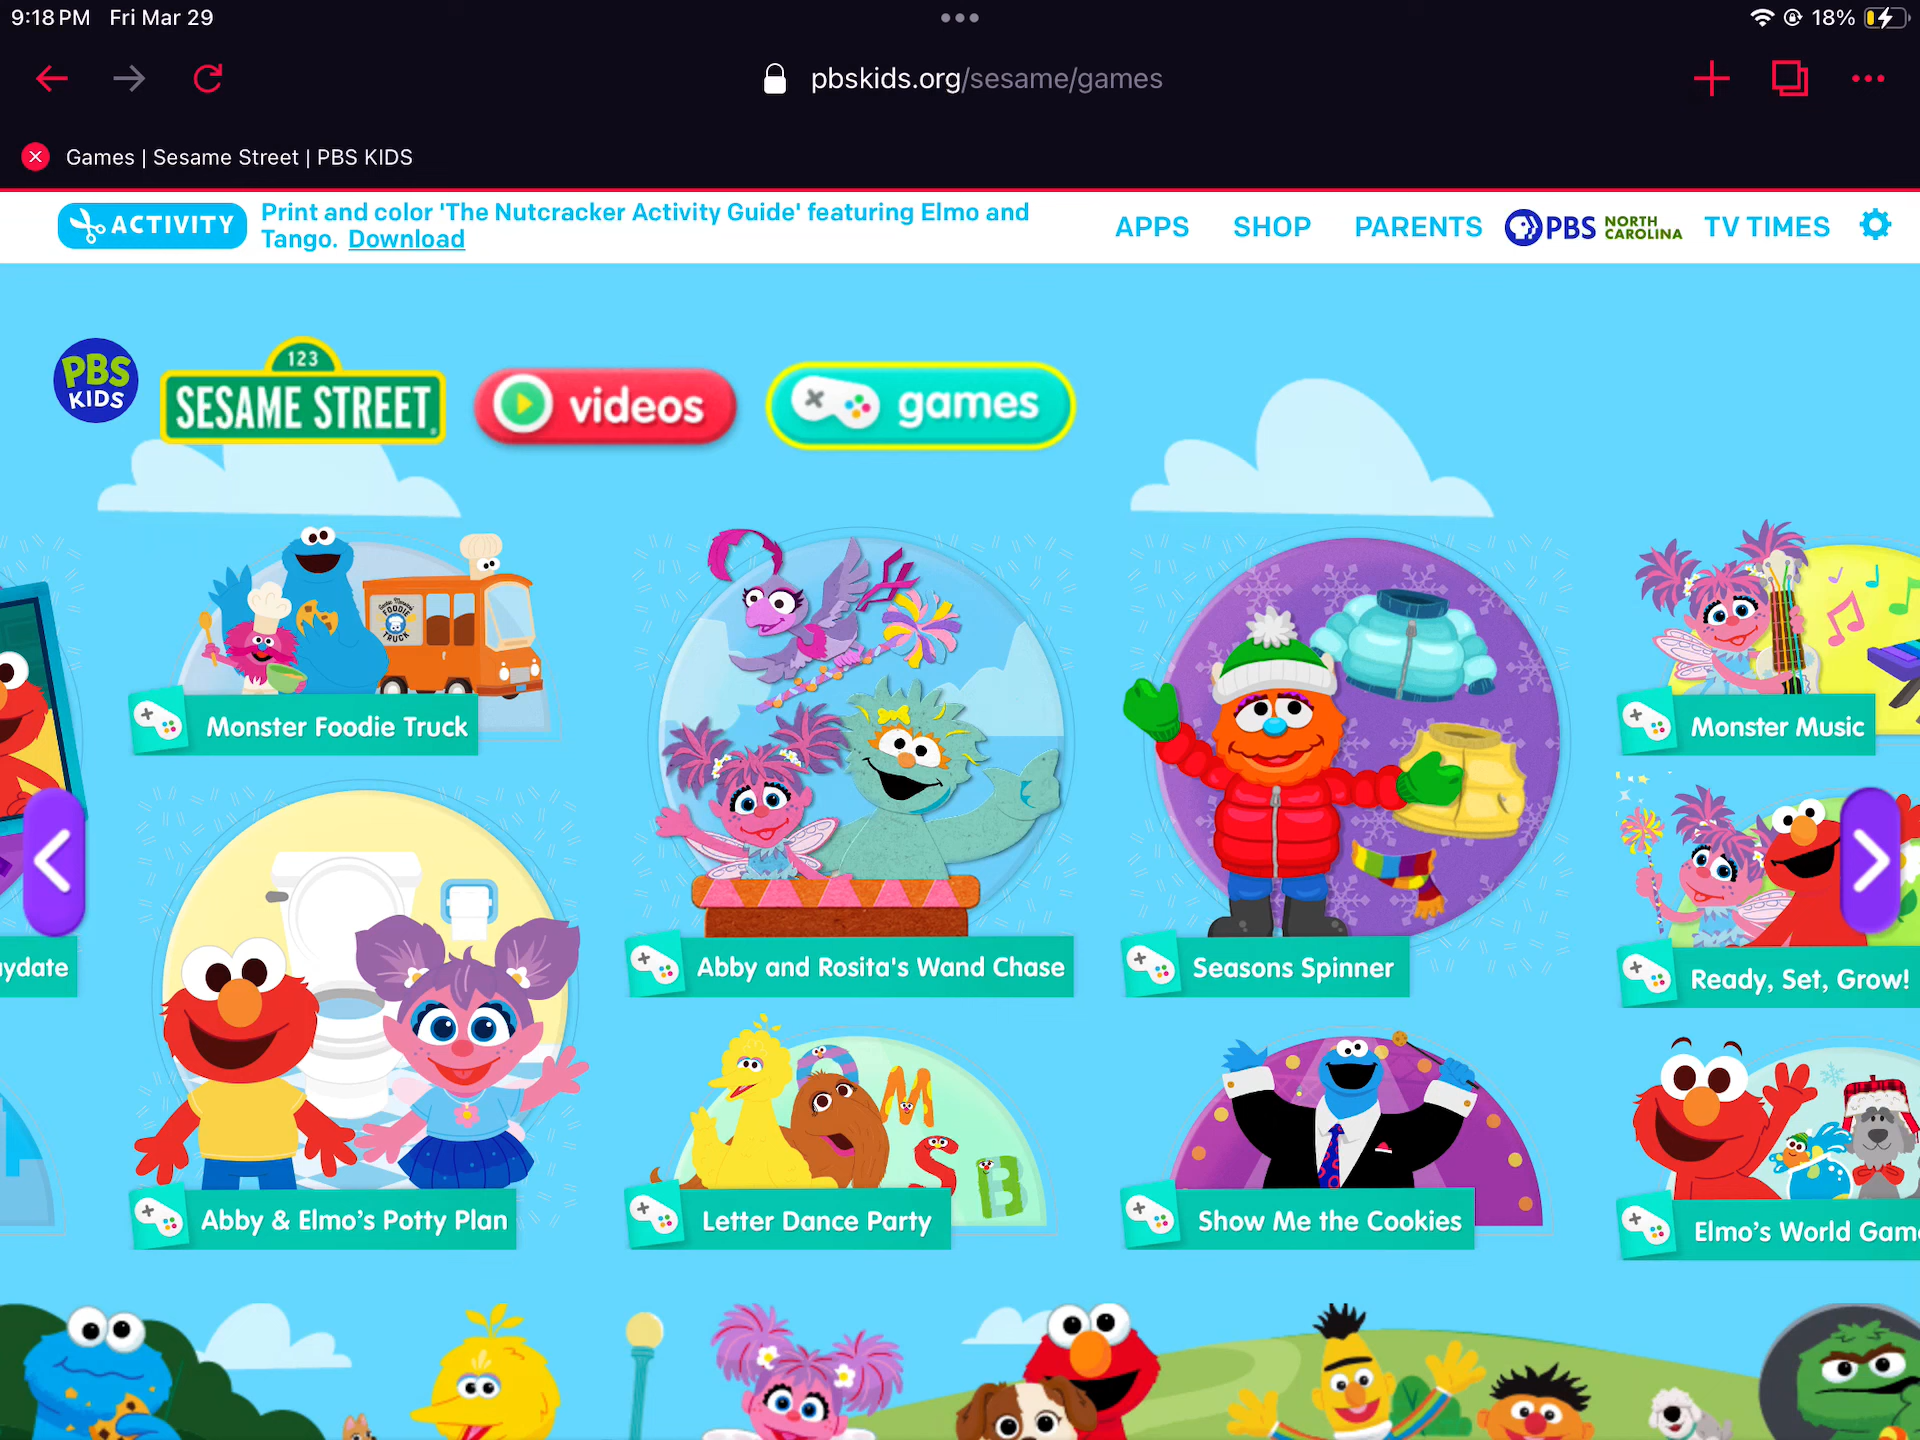 9:18 PM Fri Mar 29
18%
pbskids.org/sesame/games
Games | Sesame Street | PBS KIDS
ACTIVITY
Print and color 'The Nutcracker Activity Guide' featuring Elmo and
Tango. Download
APPS SHOP PARENTS PBS NORTH CAROLINA TV TIMES
PBS KIDS
123
SESAME STREET
videos
games
FOODIE
TRUCK
Monster Foodie Truck
Monster Music
ydate
Abby and Rosita's Wand Chase
Seasons Spinner
Ready, Set, Grow!
M
S
B
Abby & Elmo's Potty Plan
Letter Dance Party
Show Me the Cookies
Elmo's World Gam